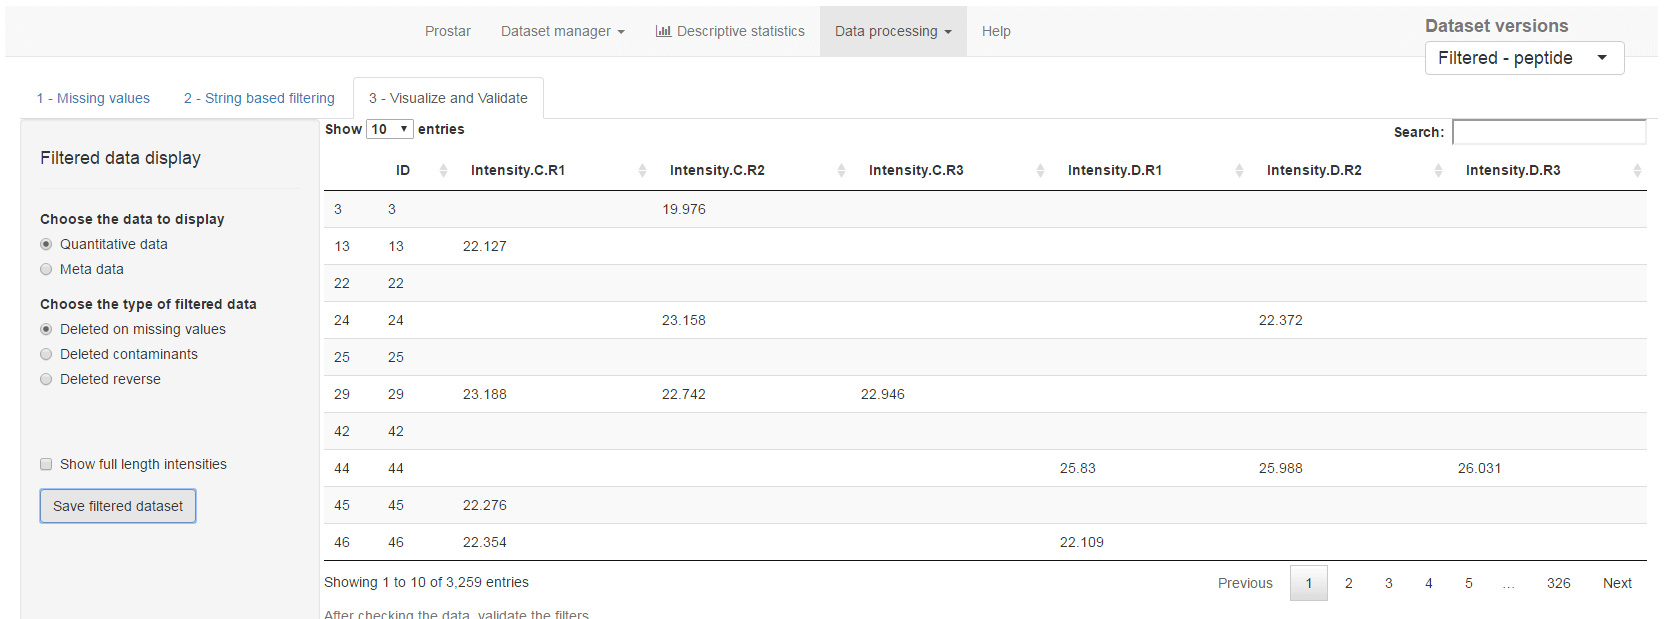 Prostar Dataset manager Descriptive statistics Data processing Help
Dataset versions
Filtered - peptide
1 - Missing values 2 - String based filtering 3 - Visualize and Validate
Filtered data display
Choose the data to display
Quantitative data
Meta data
Choose the type of filtered data
Deleted on missing values
Deleted contaminants
Deleted reverse
Show full length intensities
Save filtered dataset
Show 10 entries
Search:
ID Intensity.C.R1 Intensity.C.R2 Intensity.C.R3 Intensity.D.R1 Intensity.D.R2 Intensity.D.R3
3 3 19.976
13 13 22.127
22 22
24 24 23.158 22.372
25 25
29 29 23.188 22.742 22.946
42 42
44 44 25.83 25.988 26.031
45 45 22.276
46 46 22.354 22.109
Showing 1 to 10 of 3,259 entries
Previous 1 2 3 4 5 ... 326 Next
After checking the data, validate the filters